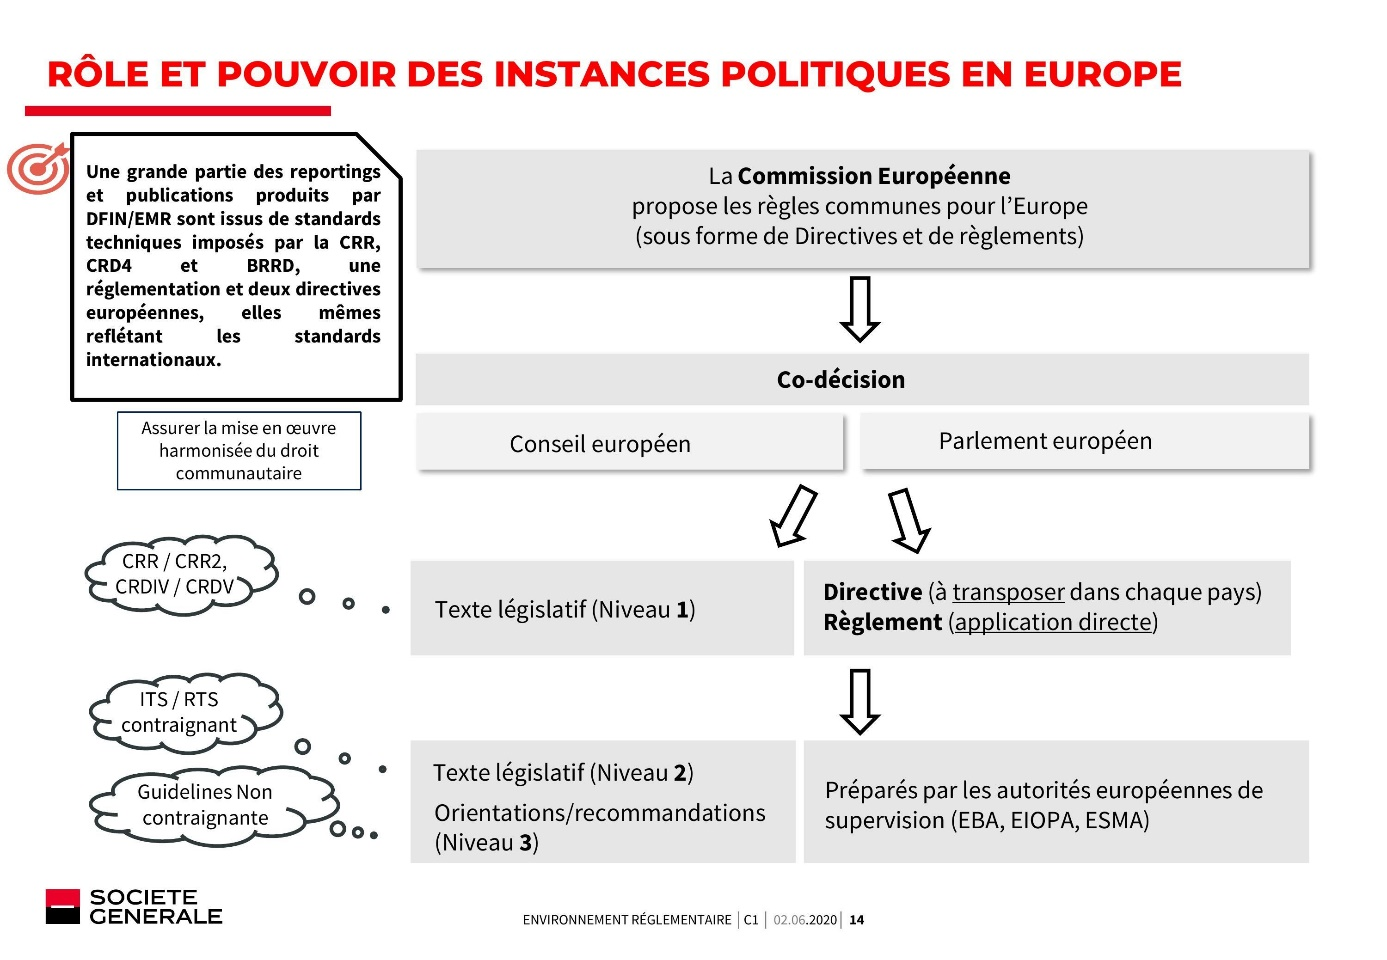 RÔLE ET POUVOIR DES INSTANCES POLITIQUES EN EUROPE
Une grande partie des reportings
et publications produits par
DFIN/EMR sont issus de standards
techniques imposés par la CRR,
CRD4 et BRRD, une
réglementation et deux directives
européennes, elles mêmes
reflétant les standards
internationaux.
La Commission Européenne
propose les règles communes pour l’Europe
(sous forme de Directives et de règlements)
Co-décision
Conseil européen
Parlement européen
Assurer la mise en œuvre
harmonisée du droit
communautaire
CRR / CRR2,
CRDIV / CRDV
Texte législatif (Niveau 1)
Directive (à transposer dans chaque pays)
Règlement (application directe)
ITS / RTS
contraignant
Guidelines Non
contraignante
Texte législatif (Niveau 2)
Orientations/recommandations
(Niveau 3)
Préparés par les autorités européennes de
supervision (EBA, EIOPA, ESMA)
SOCIETE
GENERALE
ENVIRONNEMENT RÉGLEMENTAIRE | C1 | 02.06.2020 | 14